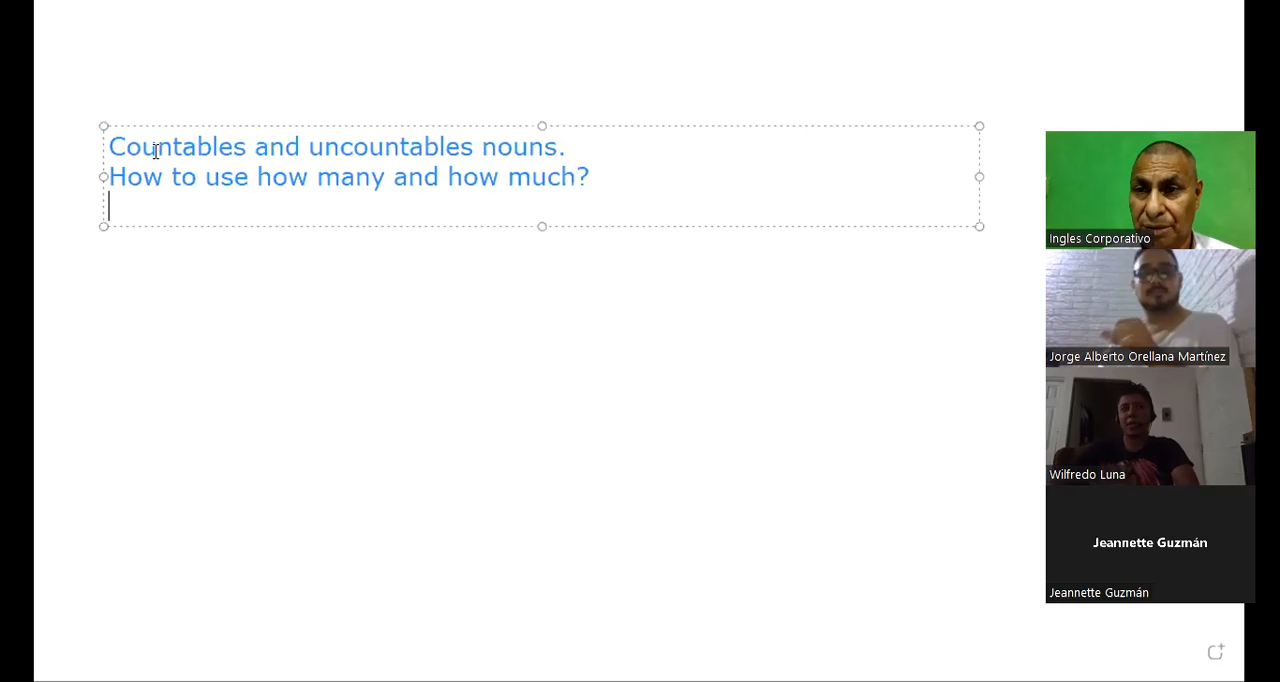 Countables and uncountables nouns.
How to use how many and how much?
Ingles Corporativo
Jorge Alberto Orellana Martínez
Wilfredo Luna
Jeannette Guzmán
Jeannette Guzmán